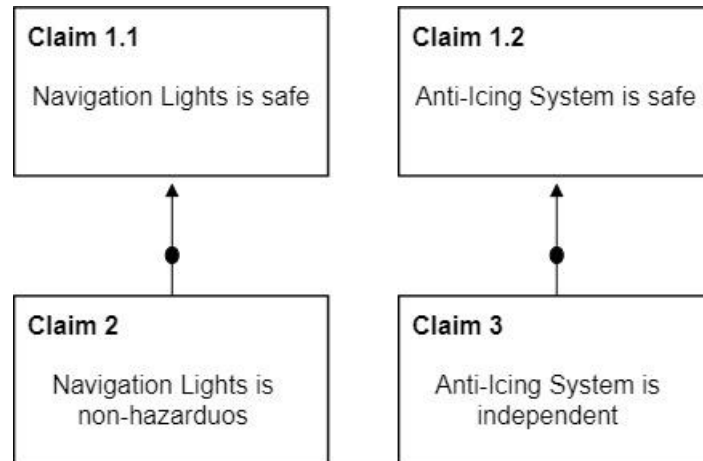 Claim 1.1
Navigation Lights is safe
Claim 1.2
Anti-Icing System is safe
Claim 2
Navigation Lights is
non-hazarduos
Claim 3
Anti-Icing System is
independent